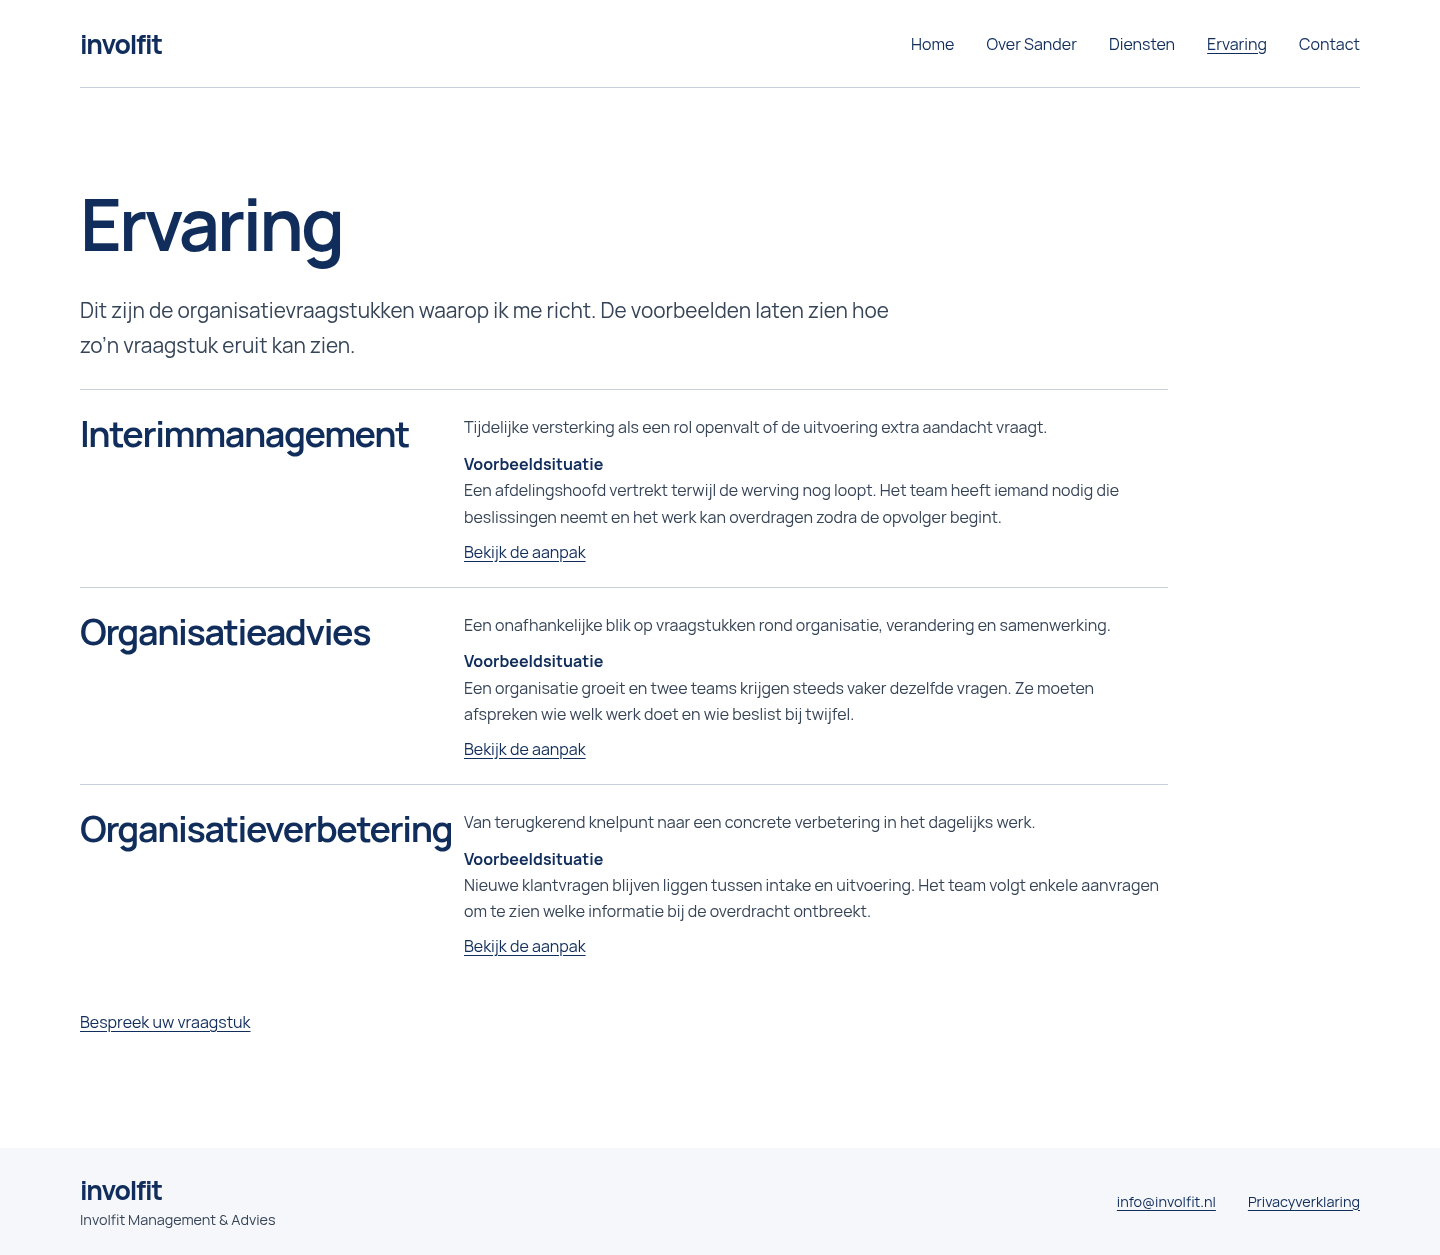 involfit
Home Over Sander Diensten Ervaring Contact
Ervaring
Dit zijn de organisatievraagstukken waarop ik me richt. De voorbeelden laten zien hoe
zo’n vraagstuk eruit kan zien.
Interimmanagement
Tijdelijke versterking als een rol openvalt of de uitvoering extra aandacht vraagt.
Voorbeeldsituatie
Een afdelingshoofd vertrekt terwijl de werving nog loopt. Het team heeft iemand nodig die
beslissingen neemt en het werk kan overdragen zodra de opvolger begint.
Bekijk de aanpak
Organisatieadvies
Een onafhankelijke blik op vraagstukken rond organisatie, verandering en samenwerking.
Voorbeeldsituatie
Een organisatie groeit en twee teams krijgen steeds vaker dezelfde vragen. Ze moeten
afspreken wie welk werk doet en wie beslist bij twijfel.
Bekijk de aanpak
Organisatieverbetering
Van terugkerend knelpunt naar een concrete verbetering in het dagelijks werk.
Voorbeeldsituatie
Nieuwe klantvragen blijven liggen tussen intake en uitvoering. Het team volgt enkele aanvragen
om te zien welke informatie bij de overdracht ontbreekt.
Bekijk de aanpak
Bespreek uw vraagstuk
involfit
Involfit Management & Advies
info@involfit.nl Privacyverklaring